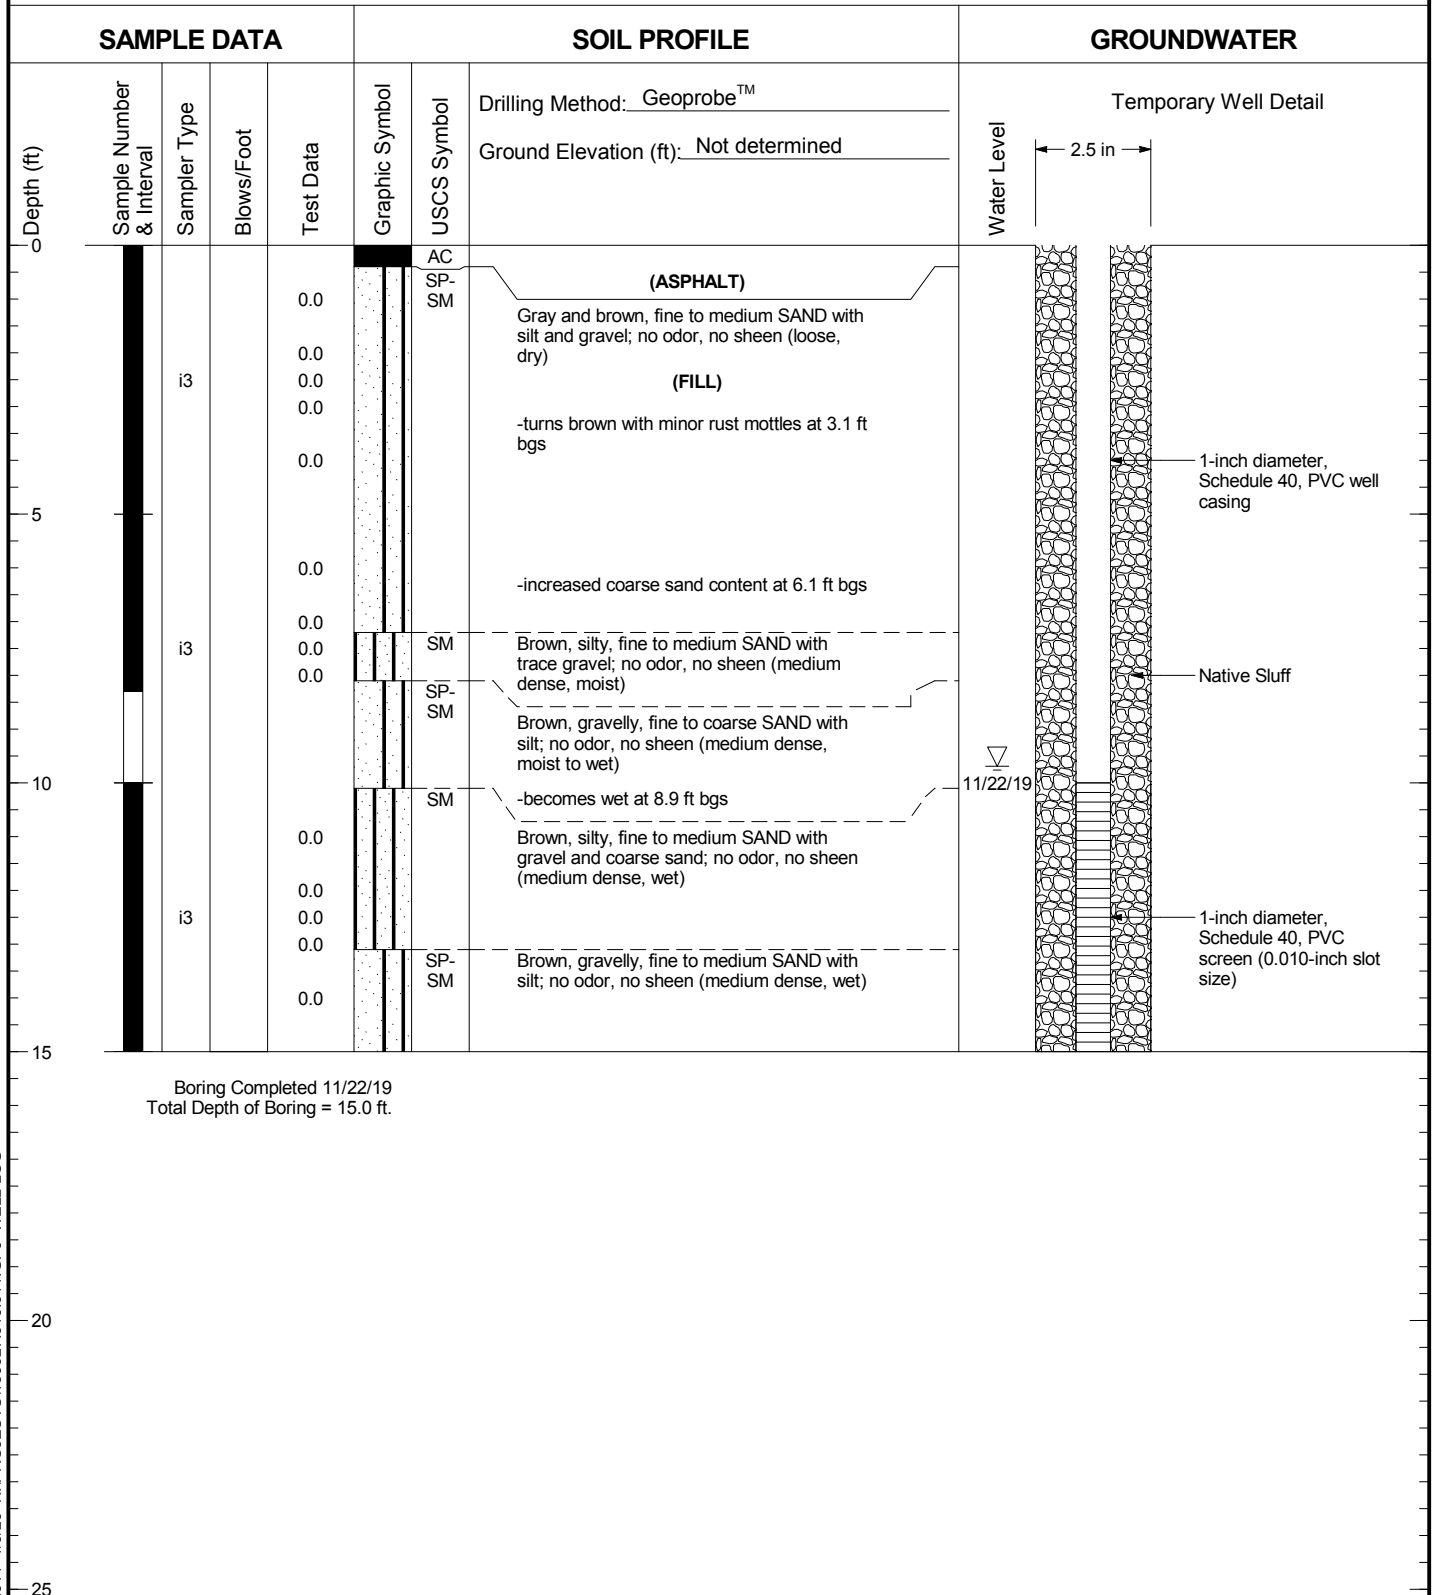 SAMPLE DATA
SOIL PROFILE
GROUNDWATER
Depth (ft)
Sample Number
& Interval
Sampler Type
Blows/Foot
Test Data
Graphic Symbol
USCS Symbol
Drilling Method: Geoprobe™
Ground Elevation (ft): Not determined
Water Level
Temporary Well Detail
2.5 in
0
AC
SP-
SM
(ASPHALT)
0.0
Gray and brown, fine to medium SAND with
silt and gravel; no odor, no sheen (loose,
dry)
0.0
i3
0.0
(FILL)
0.0
-turns brown with minor rust mottles at 3.1 ft
bgs
0.0
1-inch diameter,
Schedule 40, PVC well
casing
5
0.0
-increased coarse sand content at 6.1 ft bgs
0.0
i3
0.0
SM
Brown, silty, fine to medium SAND with
trace gravel; no odor, no sheen (medium
dense, moist)
0.0
Native Sluff
SP-
SM
Brown, gravelly, fine to coarse SAND with
silt; no odor, no sheen (medium dense,
moist to wet)
10
11/22/19
SM
-becomes wet at 8.9 ft bgs
0.0
Brown, silty, fine to medium SAND with
gravel and coarse sand; no odor, no sheen
(medium dense, wet)
0.0
i3
0.0
0.0
1-inch diameter,
Schedule 40, PVC
screen (0.010-inch slot
size)
SP-
SM
Brown, gravelly, fine to medium SAND with
silt; no odor, no sheen (medium dense, wet)
0.0
15
Boring Completed 11/22/19
Total Depth of Boring = 15.0 ft.
20
25